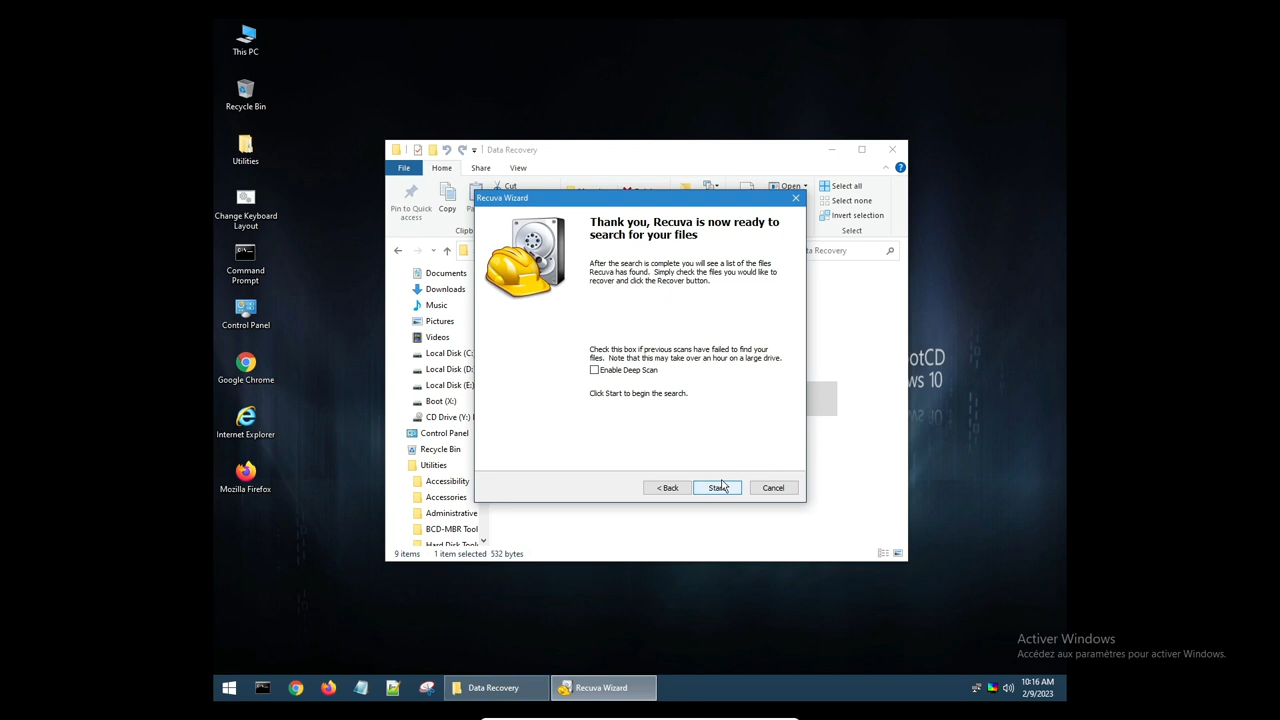 This PC
Recycle Bin
Utilities
Change Keyboard
Layout
Command
Prompt
Control Panel
Google Chrome
Internet Explorer
Mozilla Firefox
Data Recovery
File
Home
Share
View
Pin to Quick
access
Copy
Cut
Open
Select all
Select none
Invert selection
Select
Documents
Downloads
Music
Pictures
Videos
Local Disk (C:
Local Disk (D:
Local Disk (E:)
Boot (X:)
CD Drive (Y:)
Control Panel
Recycle Bin
Utilities
Accessibility
Accessories
Administrative
BCD-MBR Tool
9 items
1 item selected 532 bytes
Recuva Wizard
Thank you, Recuva is now ready to
search for your files
After the search is complete you will see a list of the files
Recuva has found. Simply check the files you would like to
recover and click the Recover button.
Check this box if previous scans have failed to find your
files. Note that this may take over an hour on a large drive.
Enable Deep Scan
Click Start to begin the search.
< Back
Cancel
Activer Windows
Accédez aux paramètres pour activer Windows.
Data Recovery
Recuva Wizard
10:16 AM
2/9/2023